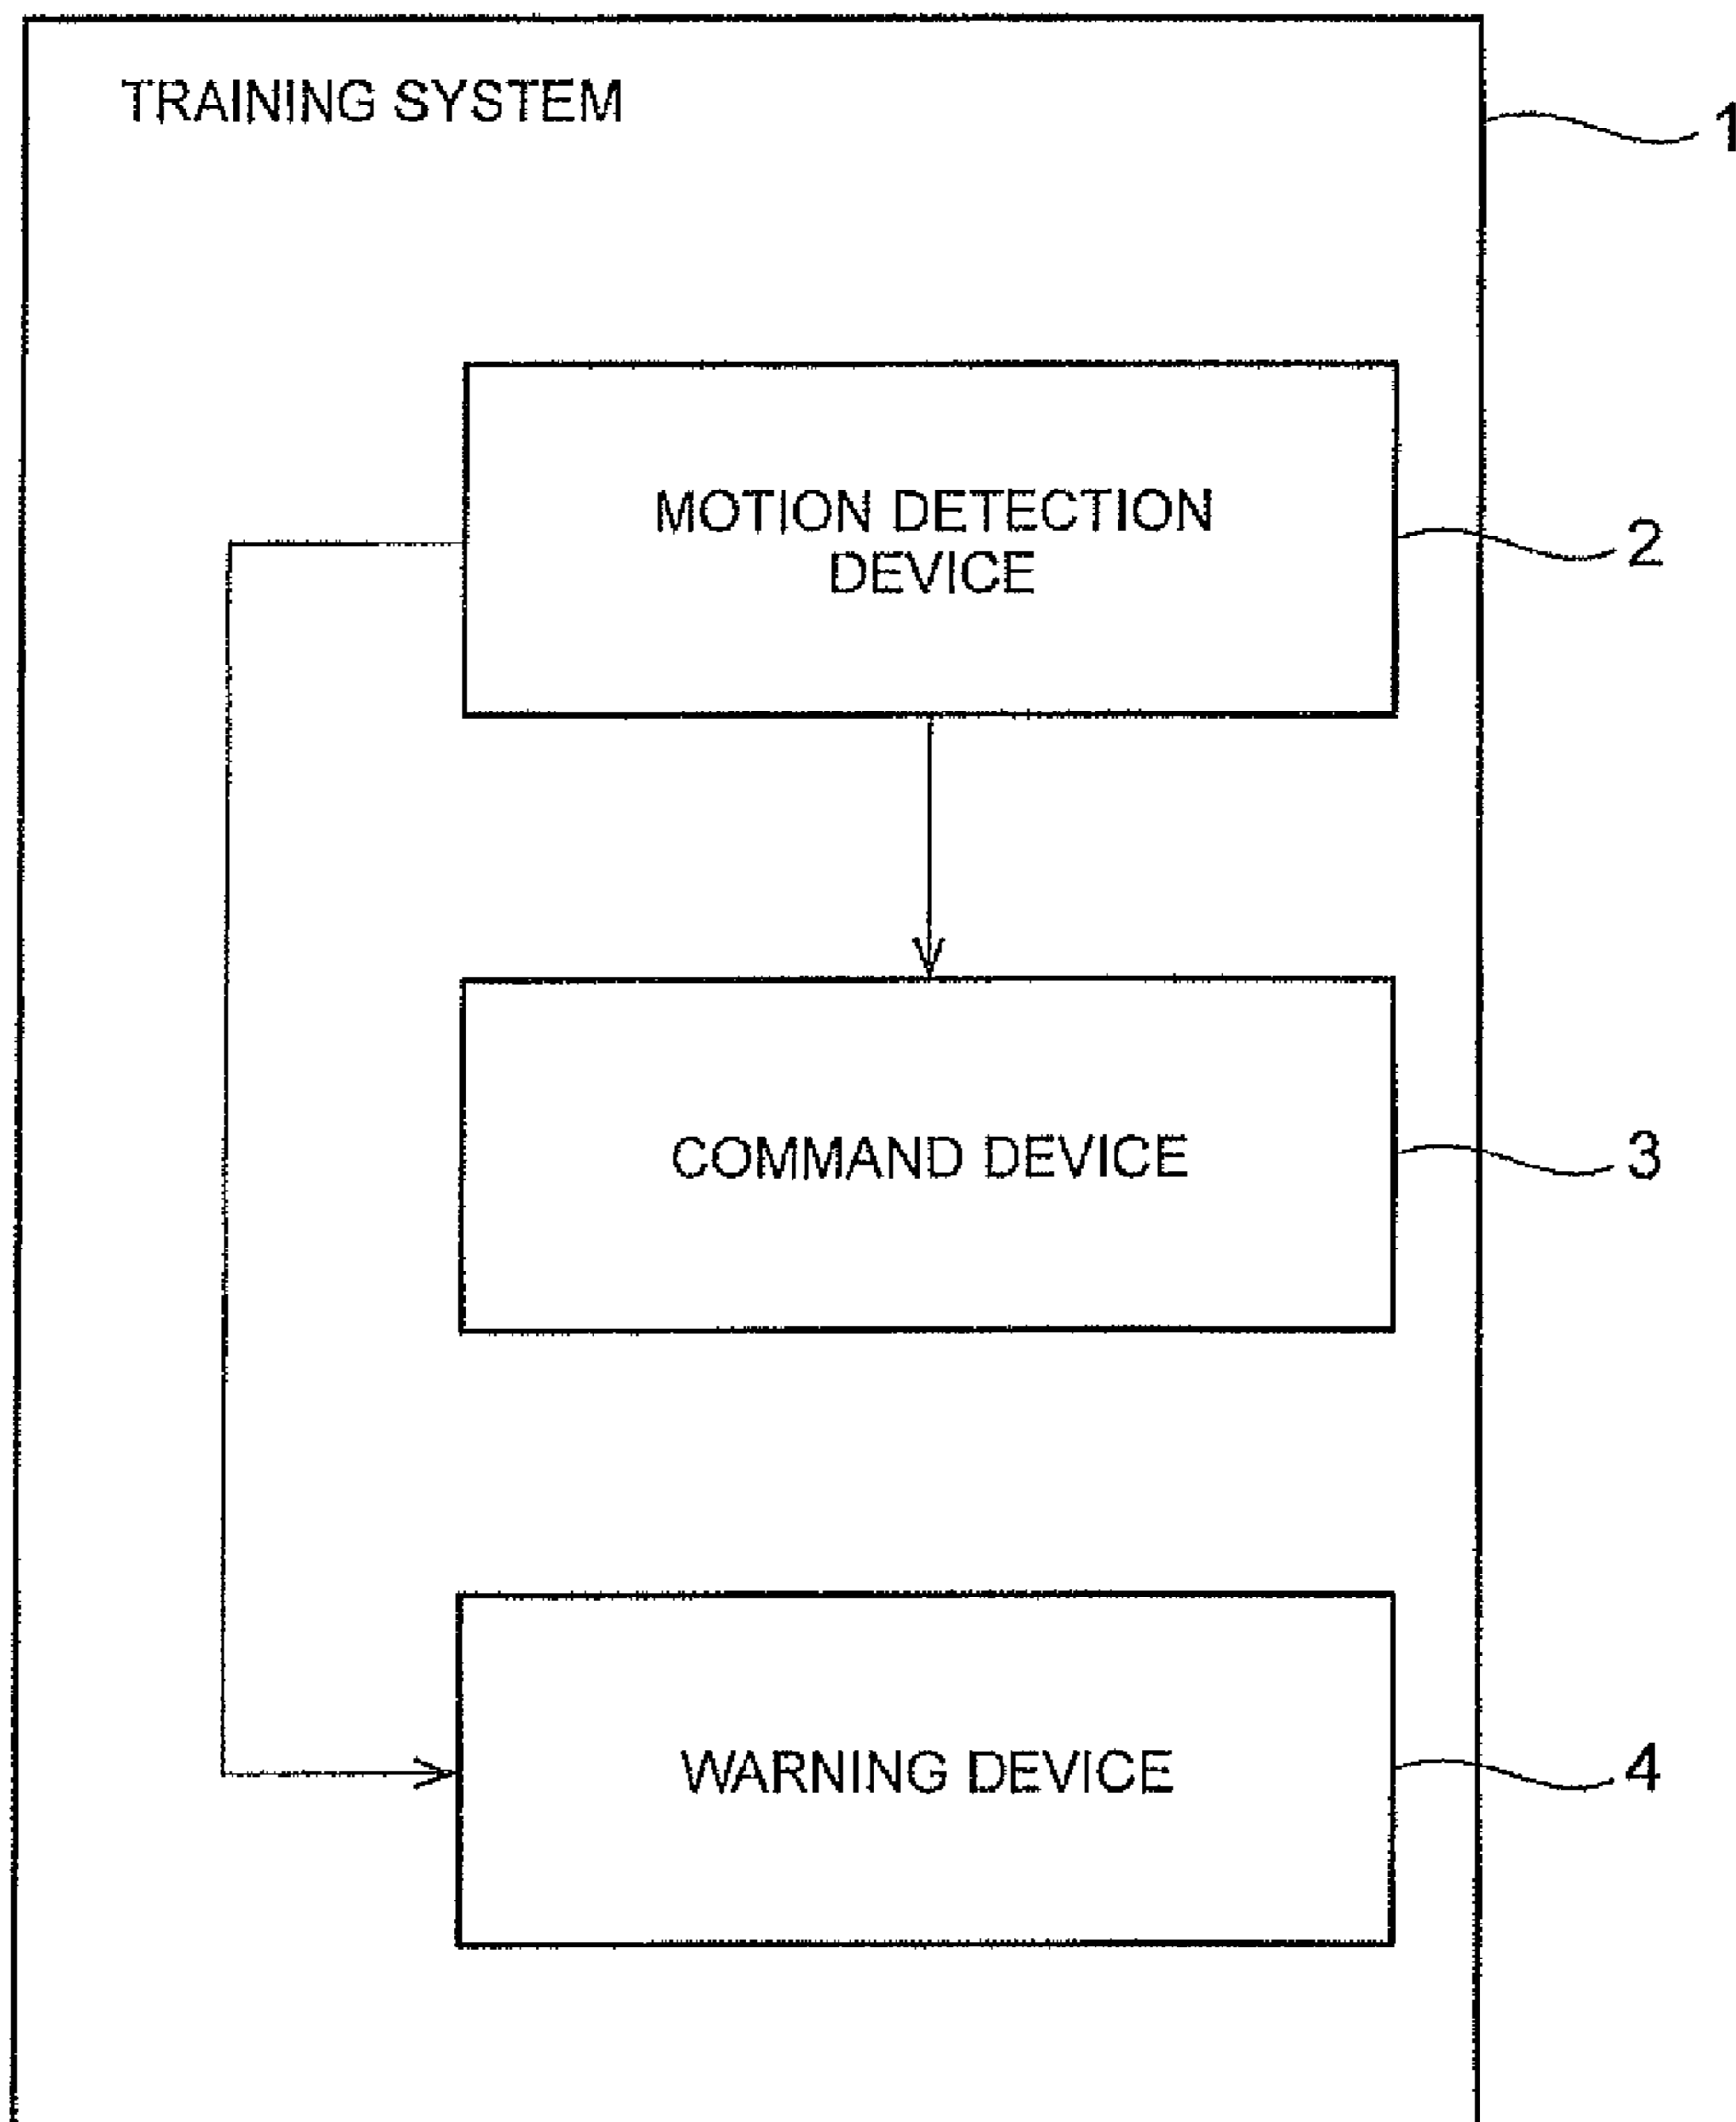 TRAINING SYSTEM
1
MOTION DETECTION
DEVICE
2
COMMAND DEVICE
3
WARNING DEVICE
4